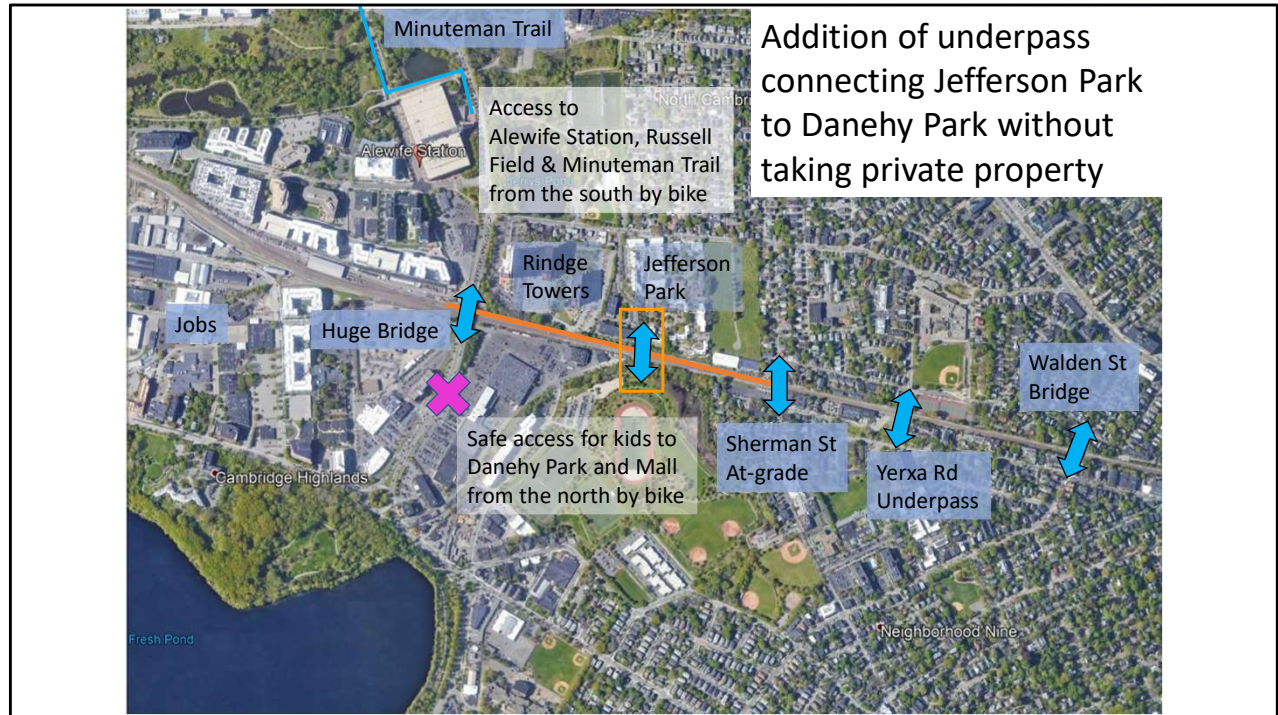 Minuteman Trail
Addition of underpass
connecting Jefferson Park
to Danehy Park without
taking private property
Access to
Alewife Station, Russell
Field & Minuteman Trail
from the south by bike
North Cambri
Alewife Station
Rindge
Towers
Jefferson
Park
Jobs
Huge Bridge
Walden St
Bridge
Safe access for kids to
Danehy Park and Mall
from the north by bike
Sherman St
At-grade
Yerxa Rd
Underpass
Cambridge Highlands
Neighborhood Nine
Fresh Pond